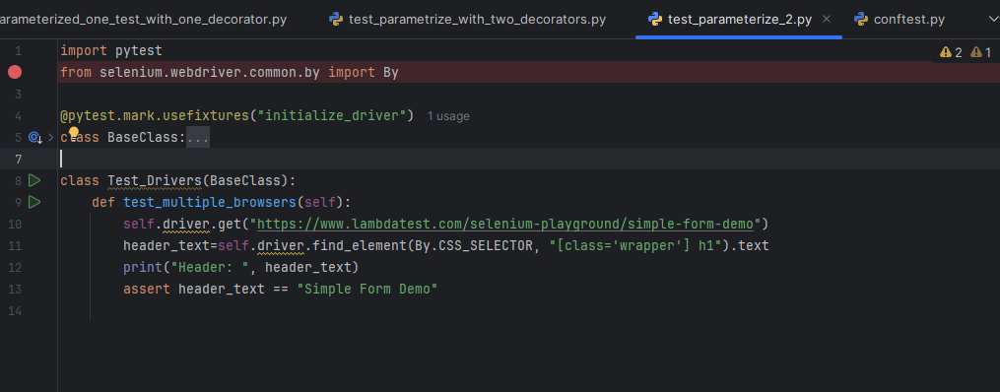 arameterized_one_test_with_one_decorator.py test_parametrize_with_two_decorators.py test_parameterize_2.py conftest.py
1 import pytest 2 1
from selenium.webdriver.common.by import By
3
4 @pytest.mark.usefixtures("initialize_driver") 1 usage
5 class BaseClass:...
7
8 class Test_Drivers(BaseClass):
9 def test_multiple_browsers(self):
10 self.driver.get("https://www.lambdatest.com/selenium-playground/simple-form-demo")
11 header_text=self.driver.find_element(By.CSS_SELECTOR, "[class='wrapper'] h1").text
12 print("Header: ", header_text)
13 assert header_text == "Simple Form Demo"
14